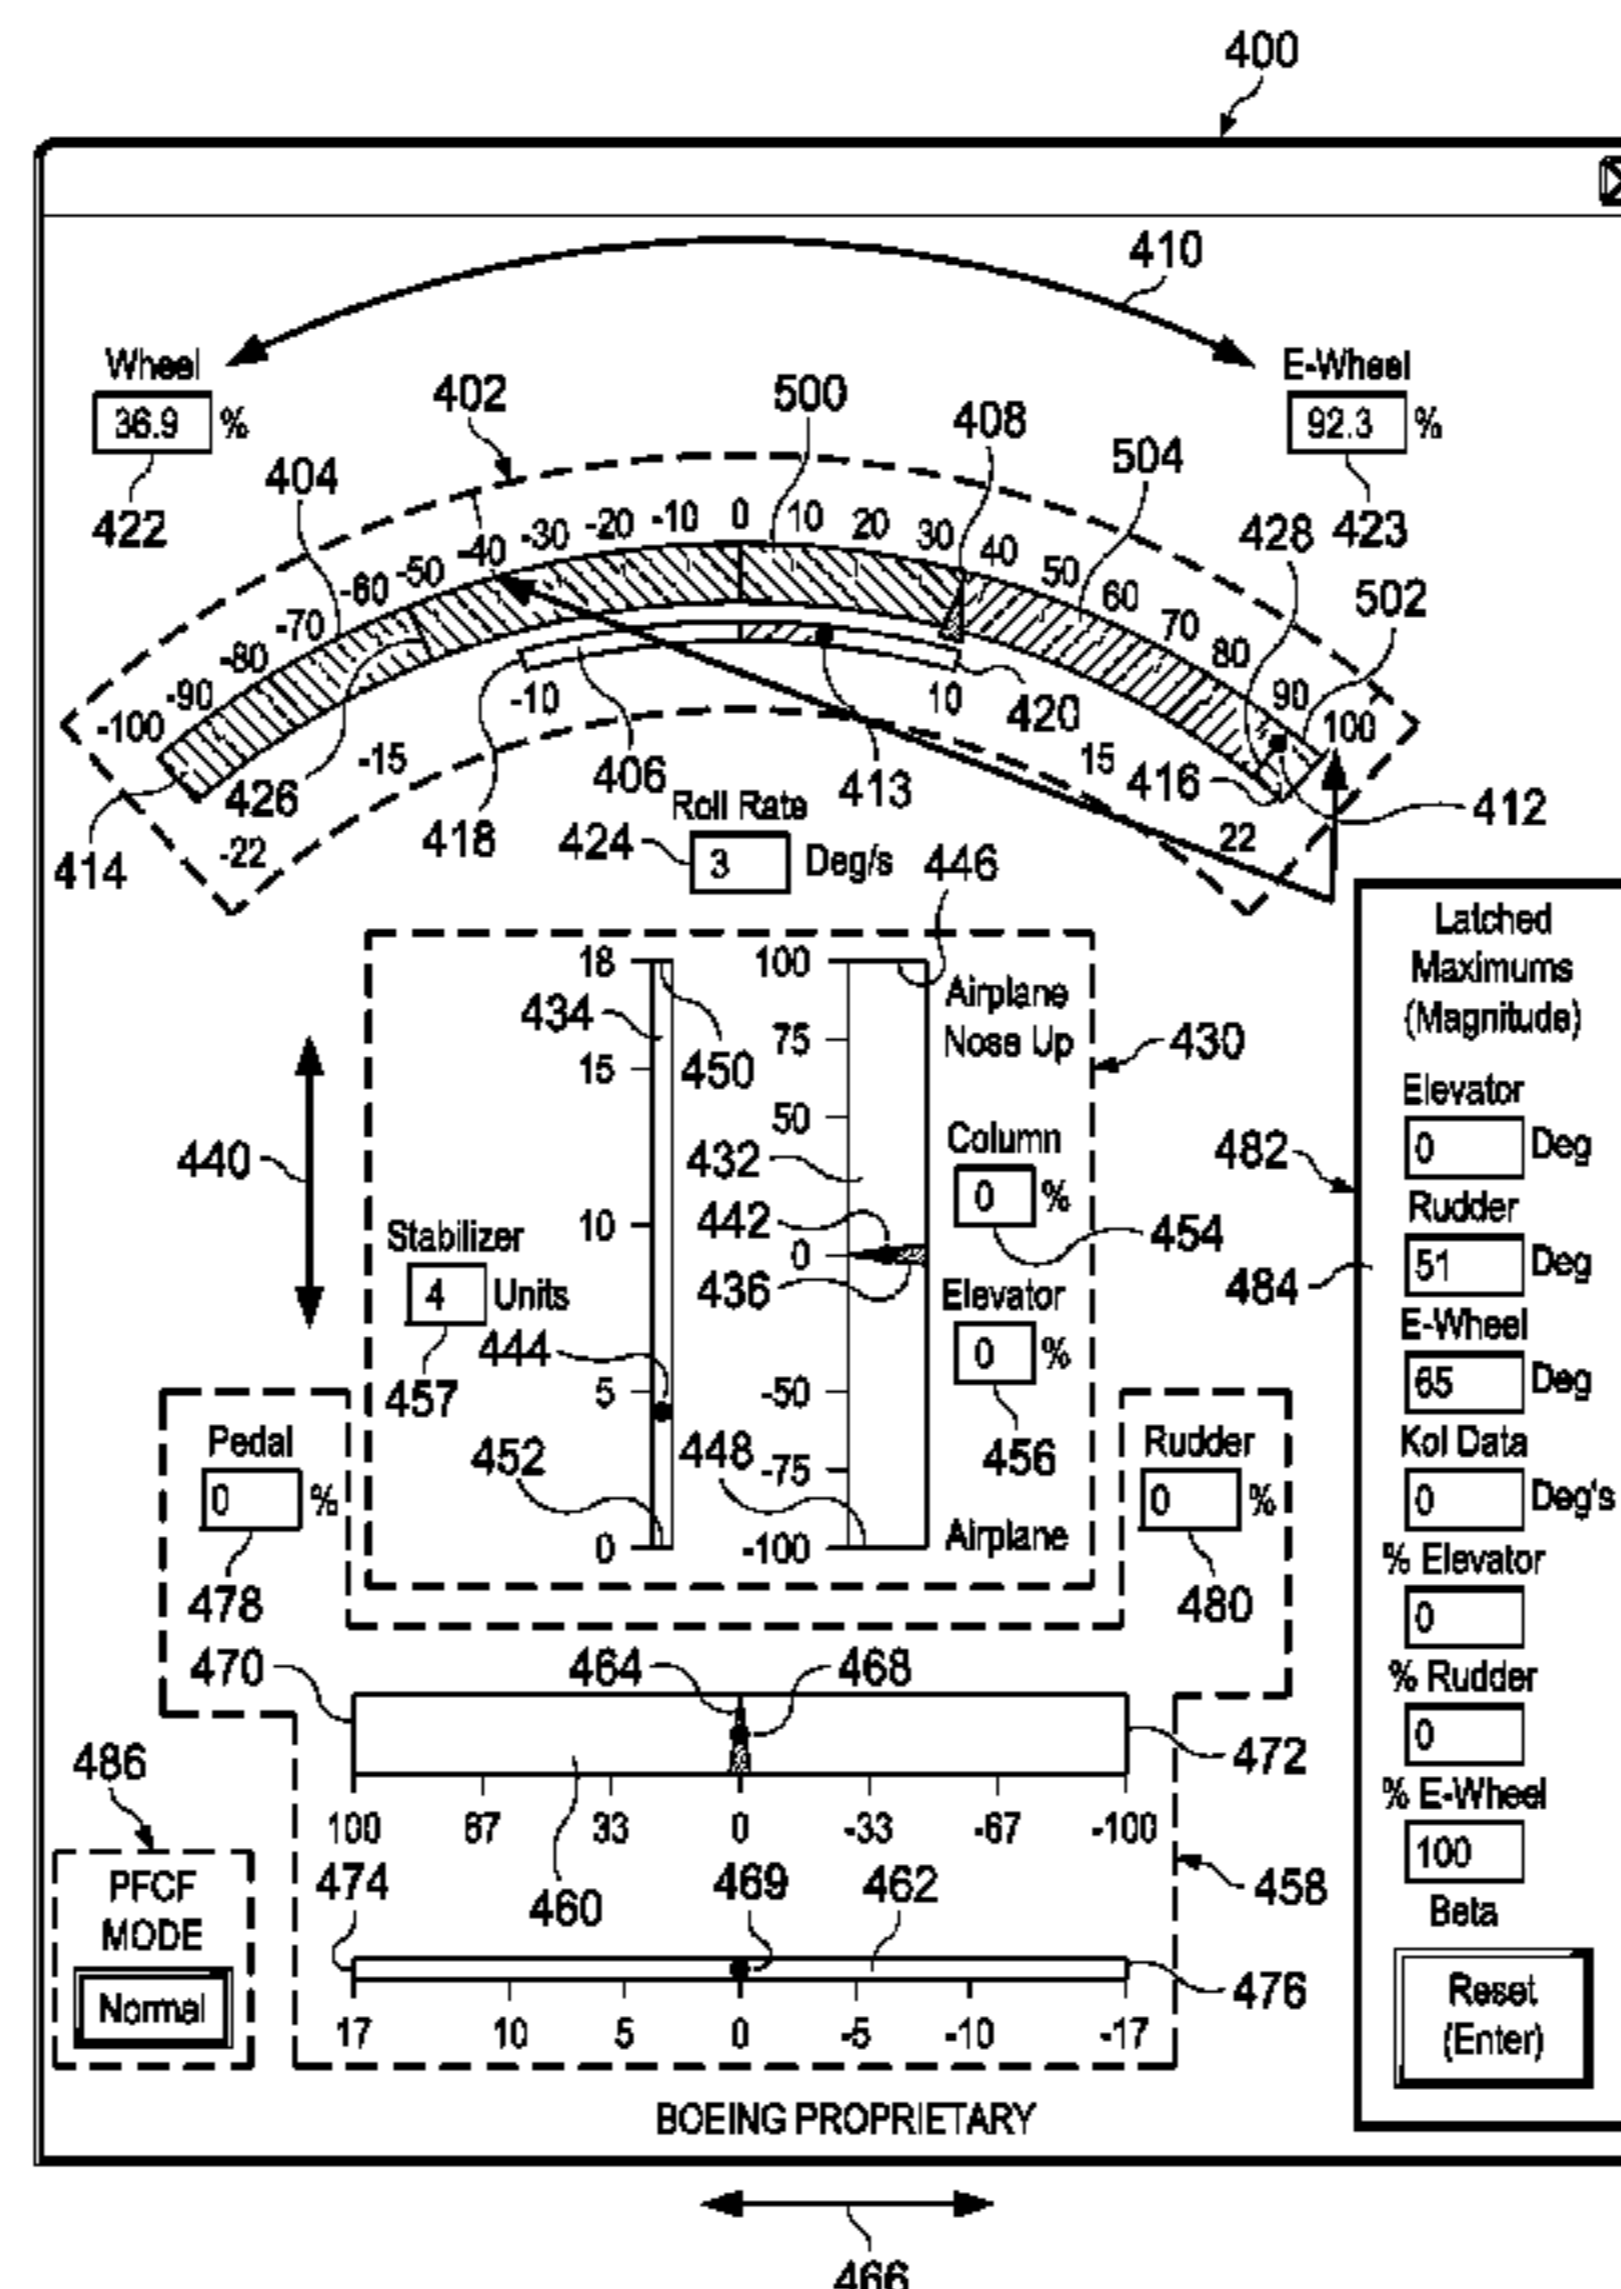 400
410
Wheel
E-Wheel
36.9 %
92.3 %
402
500
408
504
404
422
428
423
-100 -90 -80 -70 -60 -50 -40 -30 -20 -10 0 10 20 30 40 50 60 70 80 90 100
502
-22 -15 -10 10 15 22
414
426
418
406
413
420
416
412
Roll Rate
424
3 Deg/s
446
Latched
Maximums
(Magnitude)
18
100
Airplane
Nose Up
434
450
75
430
15
50
440
432
Column
0 %
442
454
10
0
Stabilizer
4 Units
436
Elevator
0 %
444
457
5
-50
456
452
448
-75
0
-100
Airplane
482
484
Elevator
0 Deg
Rudder
51 Deg
E-Wheel
65 Deg
Kol Data
0 Deg's
% Elevator
0
% Rudder
0
% E-Wheel
100
Beta
Reset
(Enter)
Pedal
0 %
478
Rudder
0 %
480
470
464
468
472
486
100 67 33 0 -33 -67 -100
PFCF
MODE
Normal
474
460
469
462
458
476
17 10 5 0 -5 -10 -17
BOEING PROPRIETARY
466